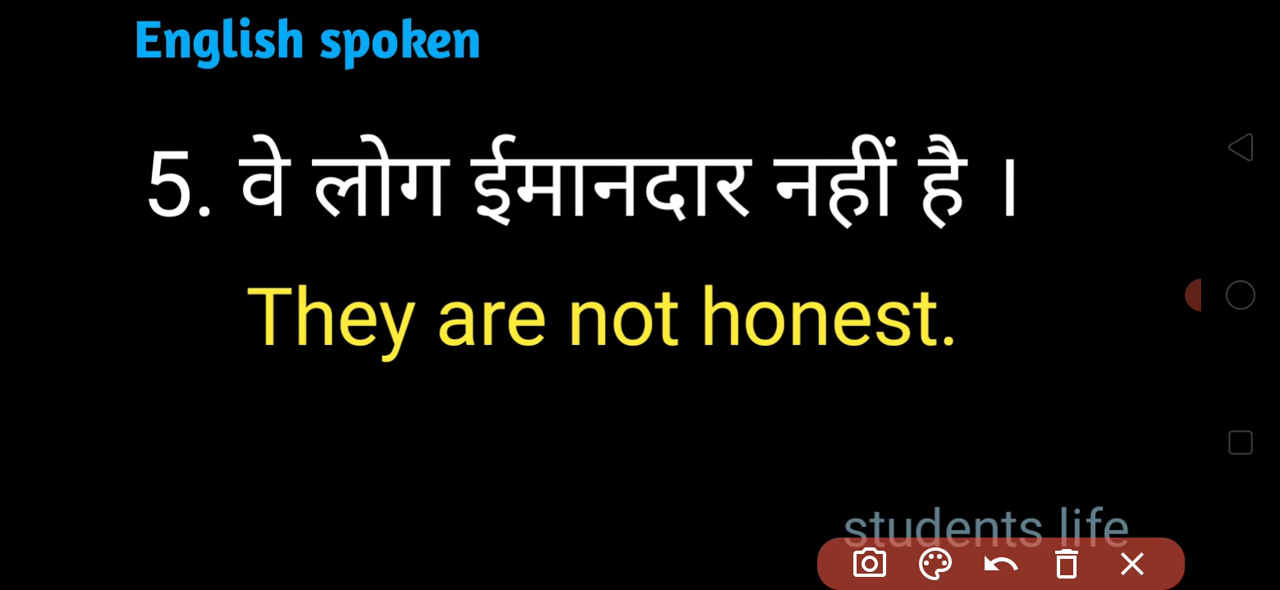 English spoken
5. वे लोग ईमानदार नहीं है ।
They are not honest.
students life